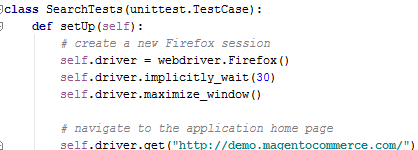 class SearchTests(unittest.TestCase):
def setUp(self):
# create a new Firefox session
self.driver = webdriver.Firefox()
self.driver.implicitly_wait(30)
self.driver.maximize_window()
# navigate to the application home page
self.driver.get("http://demo.magentocommerce.com/")